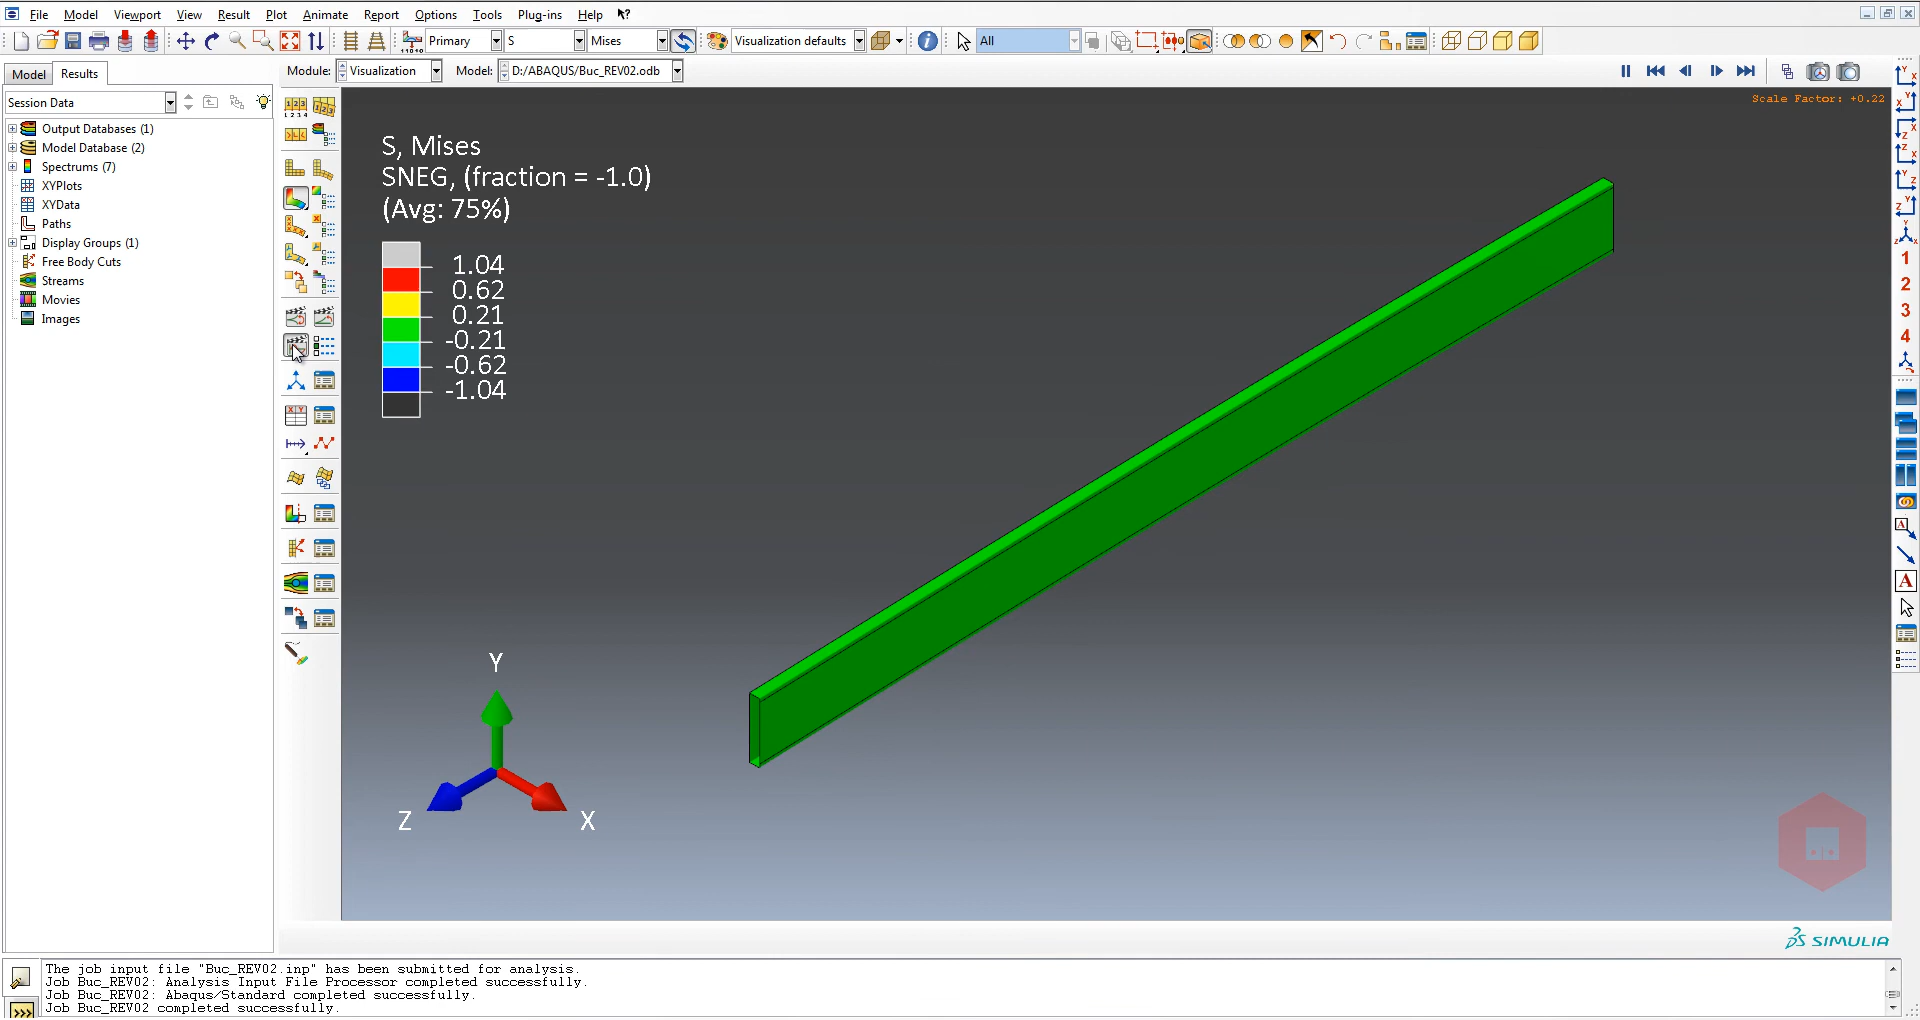 File Model Viewport View Result Plot Animate Report Options Tools Plug-ins Help
Primary S Mises Visualization defaults All
Model Results
Module: Visualization Model: D:/ABAQUS/Buc_REV02.odb
Session Data
Output Databases (1)
Model Database (2)
Spectrums (7)
XYPlots
XYData
Paths
Display Groups (1)
Free Body Cuts
Streams
Movies
Images
Scale Factor: +0.22
S, Mises
SNEG, (fraction = -1.0)
(Avg: 75%)
1.04
0.62
0.21
-0.21
-0.62
-1.04
Y
Z
X
1
2
3
4
A
SIMULIA
The job input file "Buc_REV02.inp" has been submitted for analysis.
Job Buc_REV02: Analysis Input File Processor completed successfully.
Job Buc_REV02: Abaqus/Standard completed successfully.
Job Buc_REV02 completed successfully.
>>>